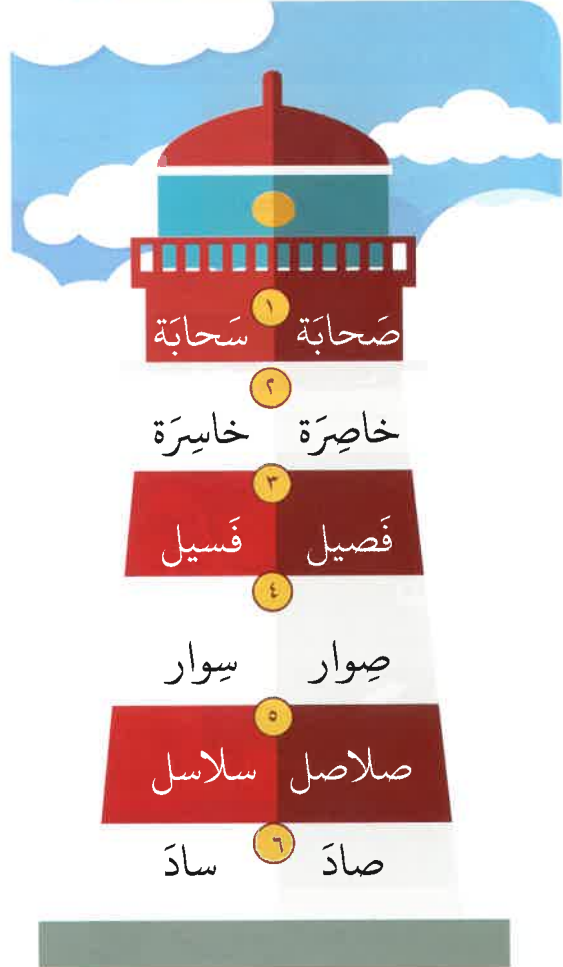 ١
صَحابَة سَحابَة
٢
خاصِرَة خاسِرَة
٣
فَصيل فَسيل
٤
صِوار سِوار
٥
صلاصل سلاسل
٦
صادَ سادَ